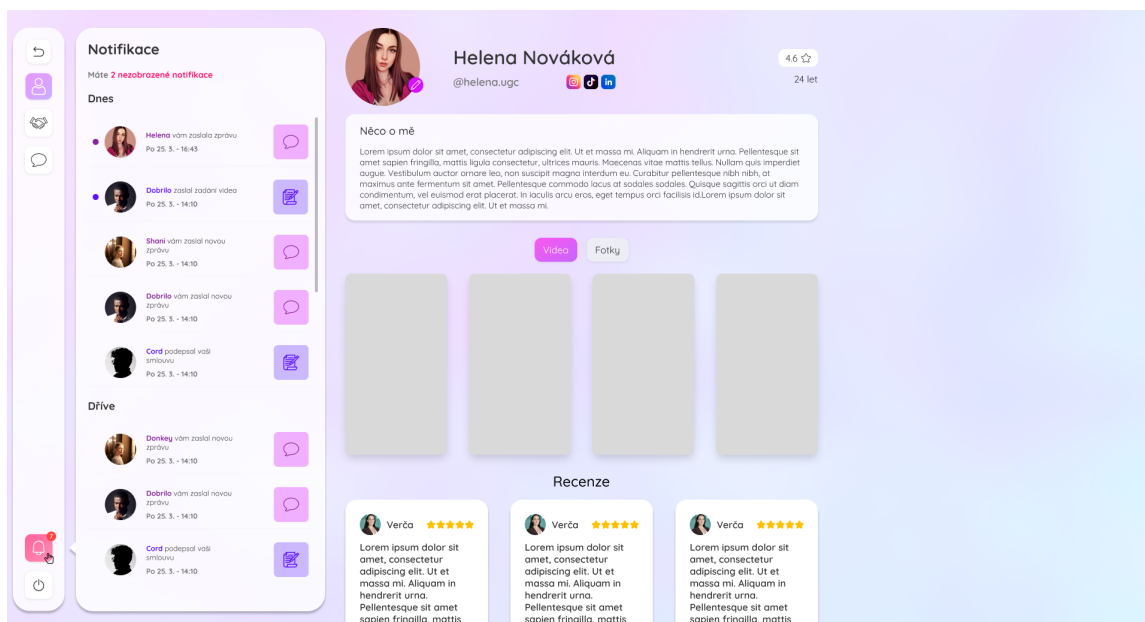 Notifikace
Máte 2 nezobrazené notifikace
Dnes
Helena vám zaslala zprávu
Po 25. 3. - 16:43
Dobrilo zaslal zadání videa
Po 25. 3. - 14:10
Shani vám zaslal novou
zprávu
Po 25. 3. - 14:10
Dobrilo vám zaslal novou
zprávu
Po 25. 3. - 14:10
Cord podepsal vaši
smlouvu
Po 25. 3. - 14:10
Dříve
Donkey vám zaslal novou
zprávu
Po 25. 3. - 14:10
Dobrilo vám zaslal novou
zprávu
Po 25. 3. - 14:10
Cord podepsal vaši
smlouvu
Po 25. 3. - 14:10
7
Helena Nováková
@helena.ugc
in
4.6
24 let
Něco o mě
Lorem ipsum dolor sit amet, consectetur adipiscing elit. Ut et massa mi. Aliquam in hendrerit urna. Pellentesque sit
amet sapien fringilla, mattis ligula consectetur, ultrices mauris. Maecenas vitae mattis tellus. Nullam quis imperdiet
augue. Vestibulum auctor ornare leo, non suscipit magna interdum eu. Curabitur pellentesque nibh nibh, at
maximus ante fermentum sit amet. Pellentesque commodo lacus at sodales sodales. Quisque sagittis orci ut diam
condimentum, vel euismod erat placerat. In iaculis arcu eros, eget tempus orci facilisis id.Lorem ipsum dolor sit
amet, consectetur adipiscing elit. Ut et massa mi.
Videa
Fotky
Recenze
Verča
Lorem ipsum dolor sit
amet, consectetur
adipiscing elit. Ut et
massa mi. Aliquam in
hendrerit urna.
Pellentesque sit amet
sapien fringilla, mattis
Verča
Lorem ipsum dolor sit
amet, consectetur
adipiscing elit. Ut et
massa mi. Aliquam in
hendrerit urna.
Pellentesque sit amet
sapien fringilla, mattis
Verča
Lorem ipsum dolor sit
amet, consectetur
adipiscing elit. Ut et
massa mi. Aliquam in
hendrerit urna.
Pellentesque sit amet
sapien fringilla, mattis